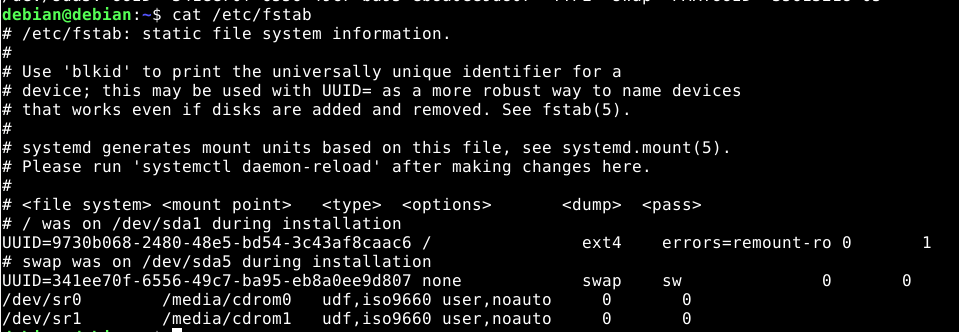 debian@debian:~$ cat /etc/fstab
# /etc/fstab: static file system information.
#
# Use 'blkid' to print the universally unique identifier for a
# device; this may be used with UUID= as a more robust way to name devices
# that works even if disks are added and removed. See fstab(5).
#
# systemd generates mount units based on this file, see systemd.mount(5).
# Please run 'systemctl daemon-reload' after making changes here.
#
# <file system> <mount point>   <type>  <options>       <dump>  <pass>
# / was on /dev/sda1 during installation
UUID=9730b068-2480-48e5-bd54-3c43af8caac6 /               ext4    errors=remount-ro 0       1
# swap was on /dev/sda5 during installation
UUID=341ee70f-6556-49c7-ba95-eb8a0ee9d807 none            swap    sw              0       0
/dev/sr0        /media/cdrom0   udf,iso9660 user,noauto     0       0
/dev/sr1        /media/cdrom1   udf,iso9660 user,noauto     0       0